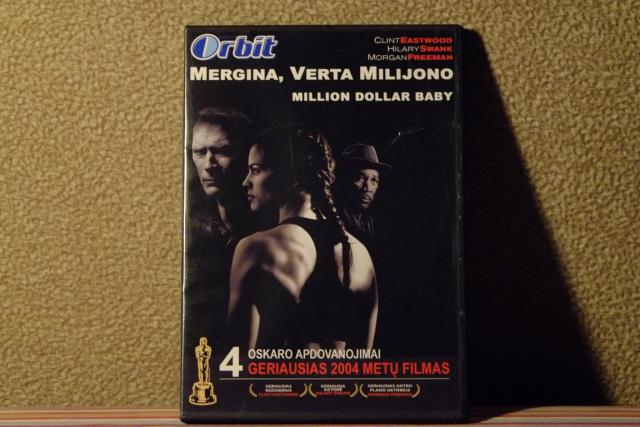 Orbit
CLINT EASTWOOD
HILARY SWANK
MORGAN FREEMAN
MERGINA, VERTA MILIJONO
MILLION DOLLAR BABY
4 OSKARO APDOVANOJIMAI
GERIAUSIAS 2004 METŲ FILMAS
GERIAUSIAS REŽISIERIUS CLINT EASTWOOD
GERIAUSIA AKTORĖ HILARY SWANK
GERIAUSIAS ANTRO PLANO AKTORIUS MORGAN FREEMAN